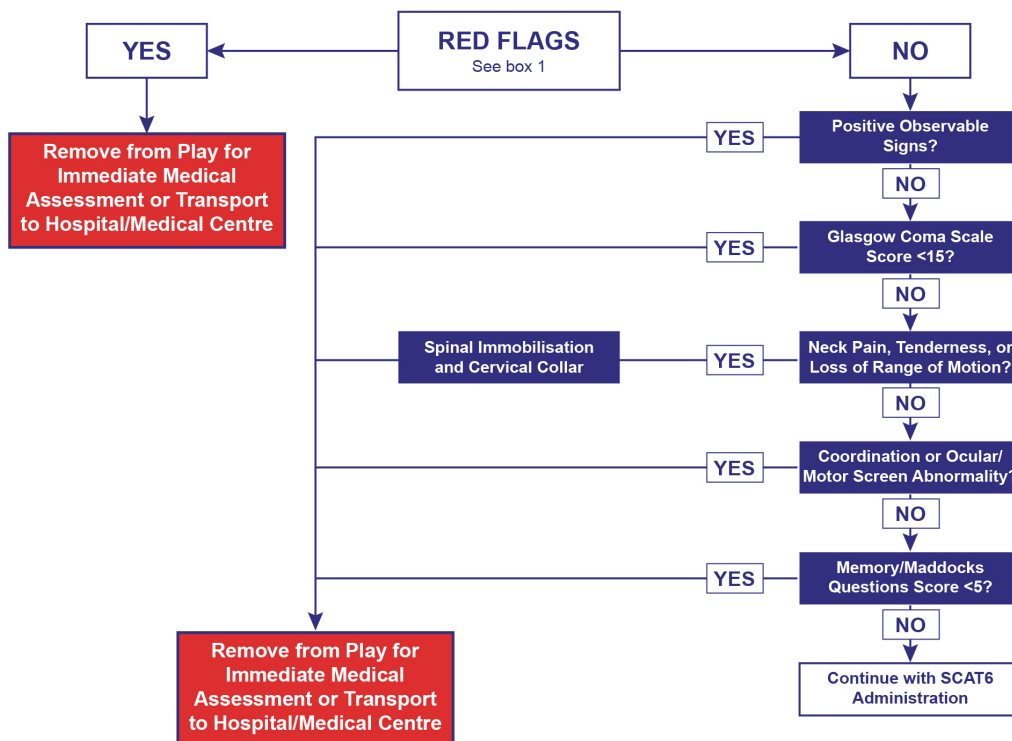 YES
RED FLAGS
See box 1
NO
Remove from Play for
Immediate Medical
Assessment or Transport
to Hospital/Medical Centre
YES
Positive Observable
Signs?
NO
YES
Glasgow Coma Scale
Score <15?
NO
Spinal Immobilisation
and Cervical Collar
YES
Neck Pain, Tenderness, or
Loss of Range of Motion?
NO
YES
Coordination or Ocular/
Motor Screen Abnormality?
NO
YES
Memory/Maddocks
Questions Score <5?
NO
Remove from Play for
Immediate Medical
Assessment or Transport
to Hospital/Medical Centre
Continue with SCAT6
Administration